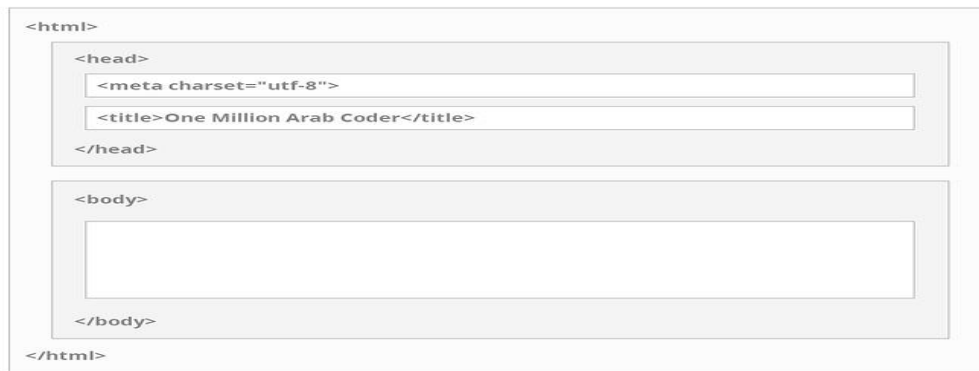 <html>
<head>
<meta charset="utf-8">
<title>One Million Arab Coder</title>
</head>
<body>
</body>
</html>